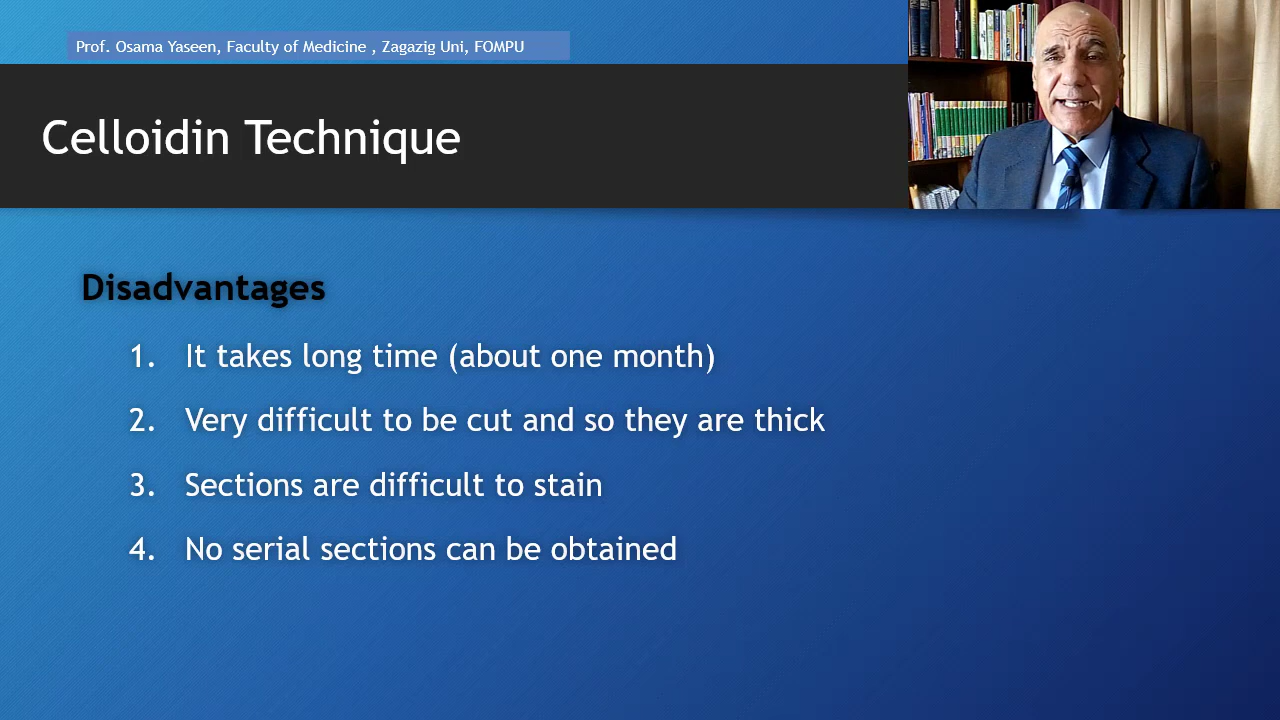 Prof. Osama Yaseen, Faculty of Medicine , Zagazig Uni, FOMPU
Celloidin Technique
Disadvantages
1. It takes long time (about one month)
2. Very difficult to be cut and so they are thick
3. Sections are difficult to stain
4. No serial sections can be obtained